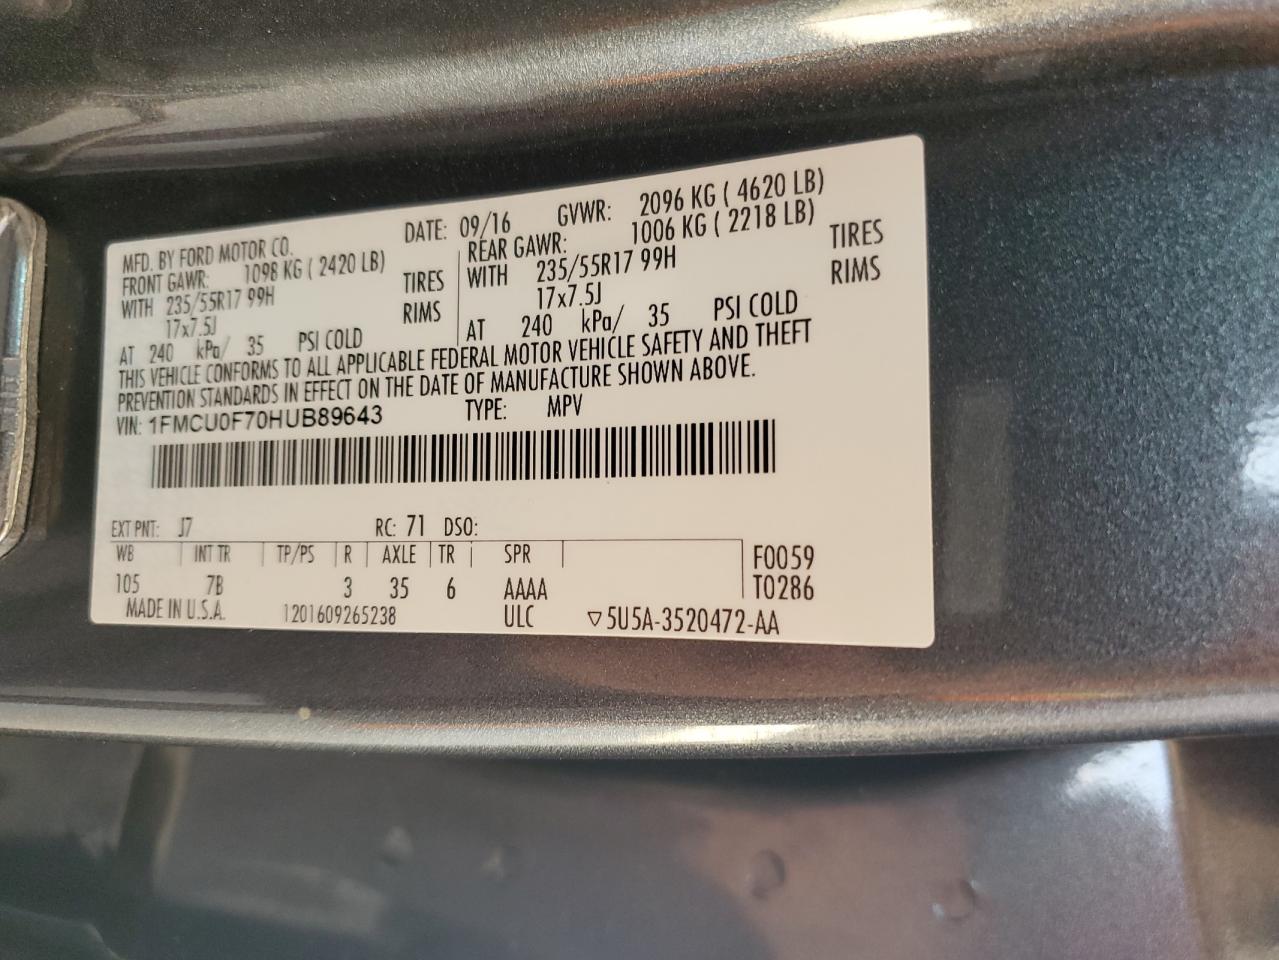 MFD. BY FORD MOTOR CO. DATE: 09/16 GVWR: 2096 KG ( 4620 LB)
FRONT GAWR: 1098 KG ( 2420 LB) REAR GAWR: 1006 KG ( 2218 LB)
WITH 235/55R17 99H TIRES WITH 235/55R17 99H TIRES
17x7.5J RIMS 17x7.5J RIMS
AT 240 kPa/ 35 PSI COLD AT 240 kPa/ 35 PSI COLD
THIS VEHICLE CONFORMS TO ALL APPLICABLE FEDERAL MOTOR VEHICLE SAFETY AND THEFT
PREVENTION STANDARDS IN EFFECT ON THE DATE OF MANUFACTURE SHOWN ABOVE.
VIN: 1FMCU0F70HUB89643 TYPE: MPV
EXT PNT: J7 RC: 71 DSO:
WB INT TR TP/PS R AXLE TR SPR F0059
105 7B 3 35 6 AAAA T0286
MADE IN U.S.A. 1201609265238 ULC ▽5U5A-3520472-AA